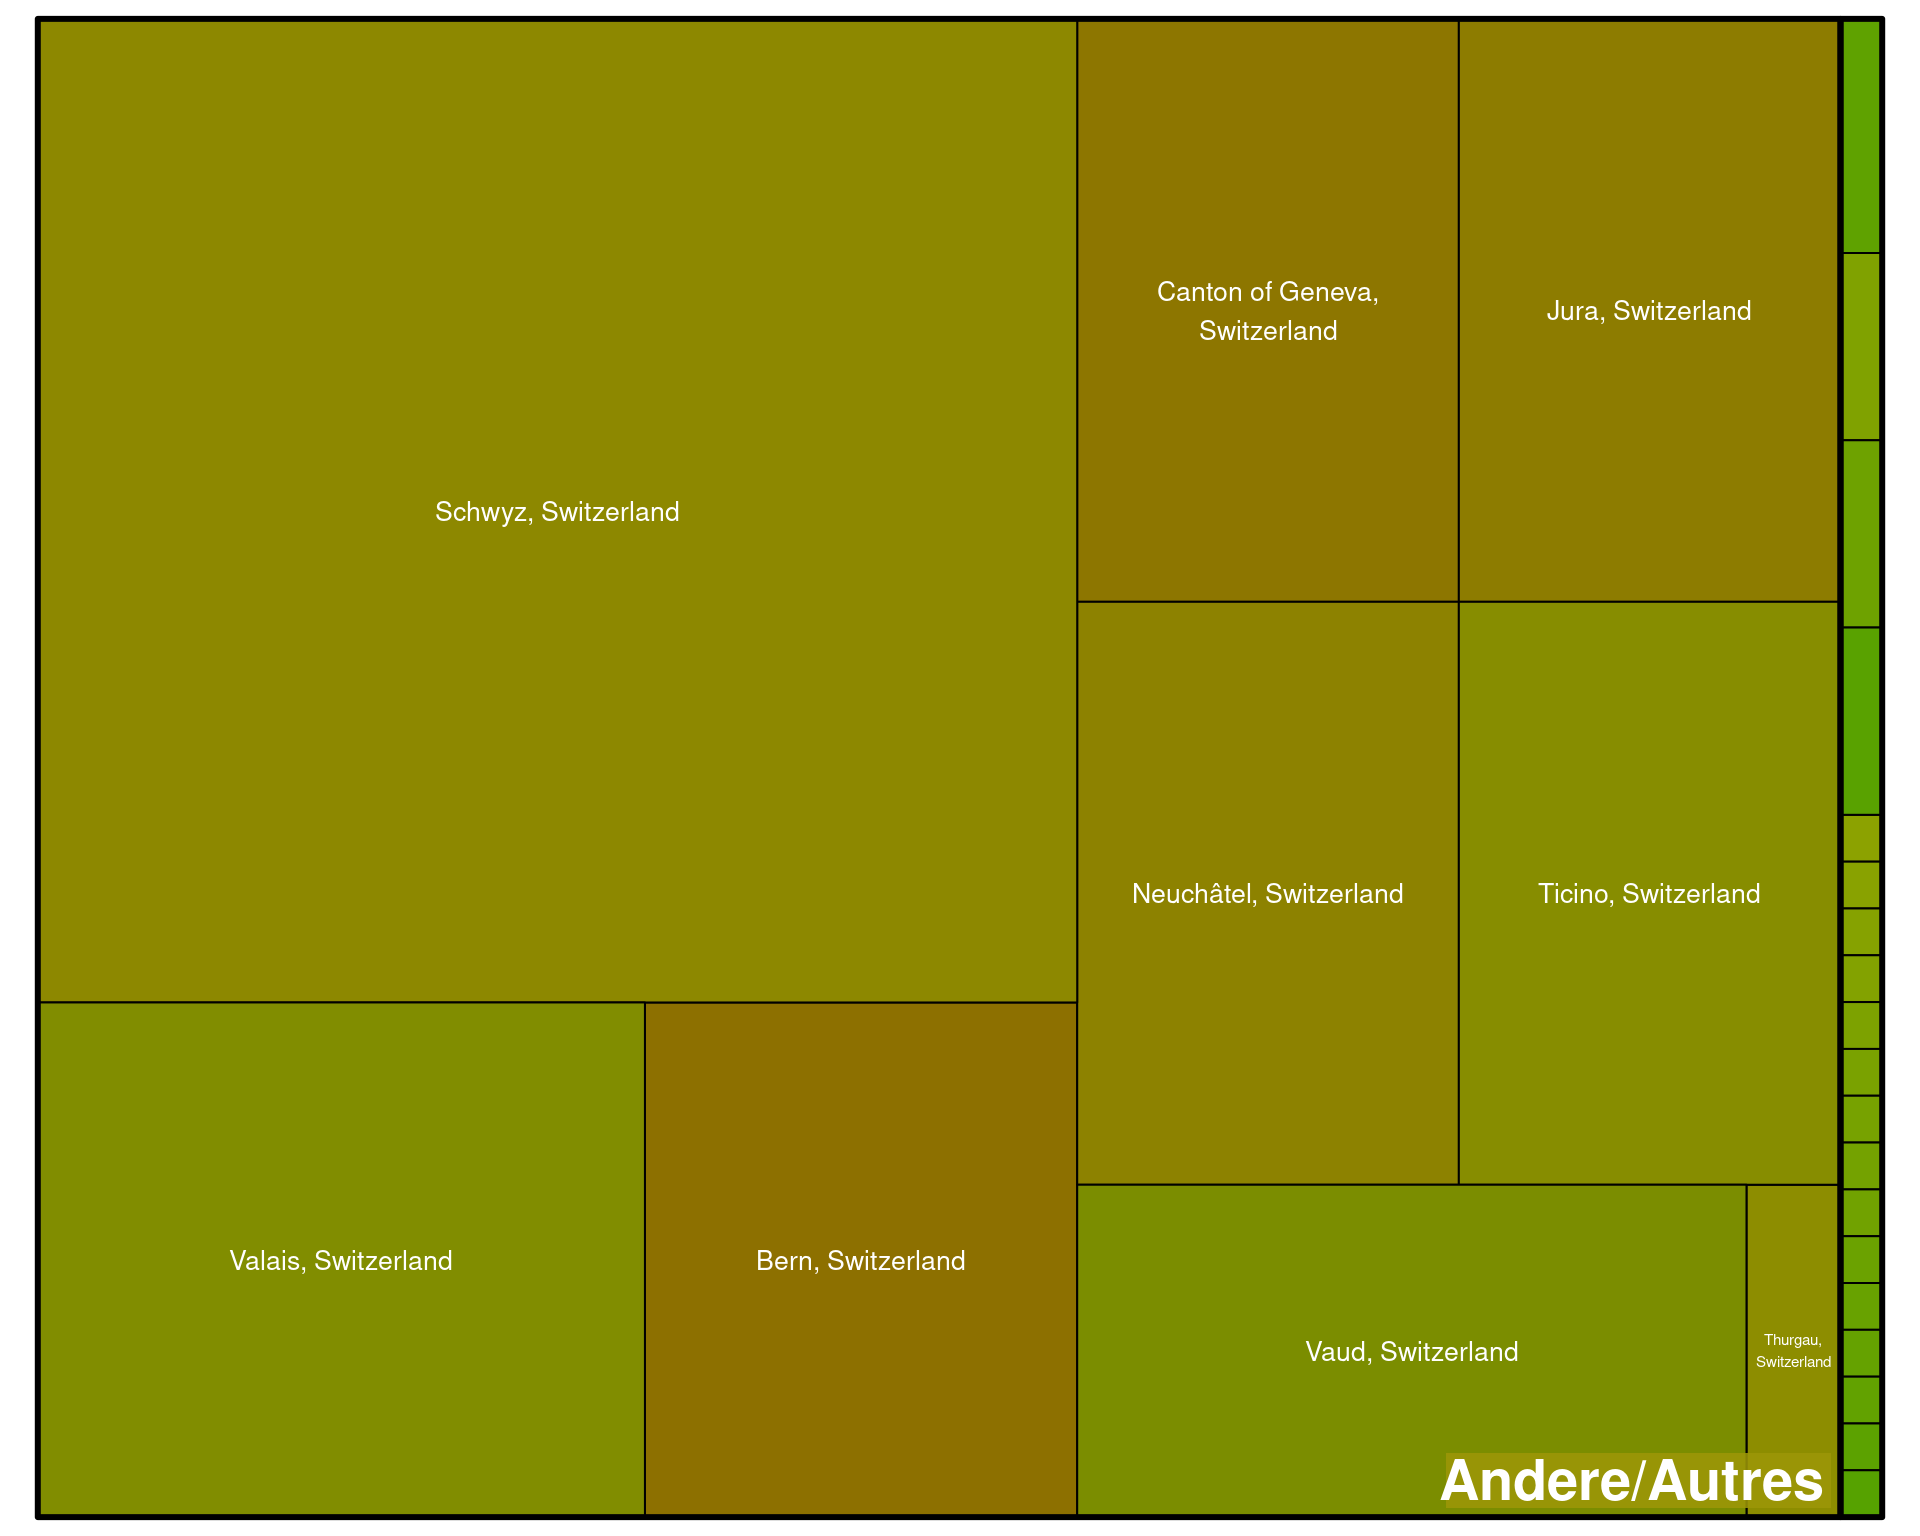 Schwyz, Switzerland
Canton of Geneva,
Switzerland
Jura, Switzerland
Neuchâtel, Switzerland
Ticino, Switzerland
Valais, Switzerland
Bern, Switzerland
Vaud, Switzerland
Thurgau,
Switzerland
Andere/Autres